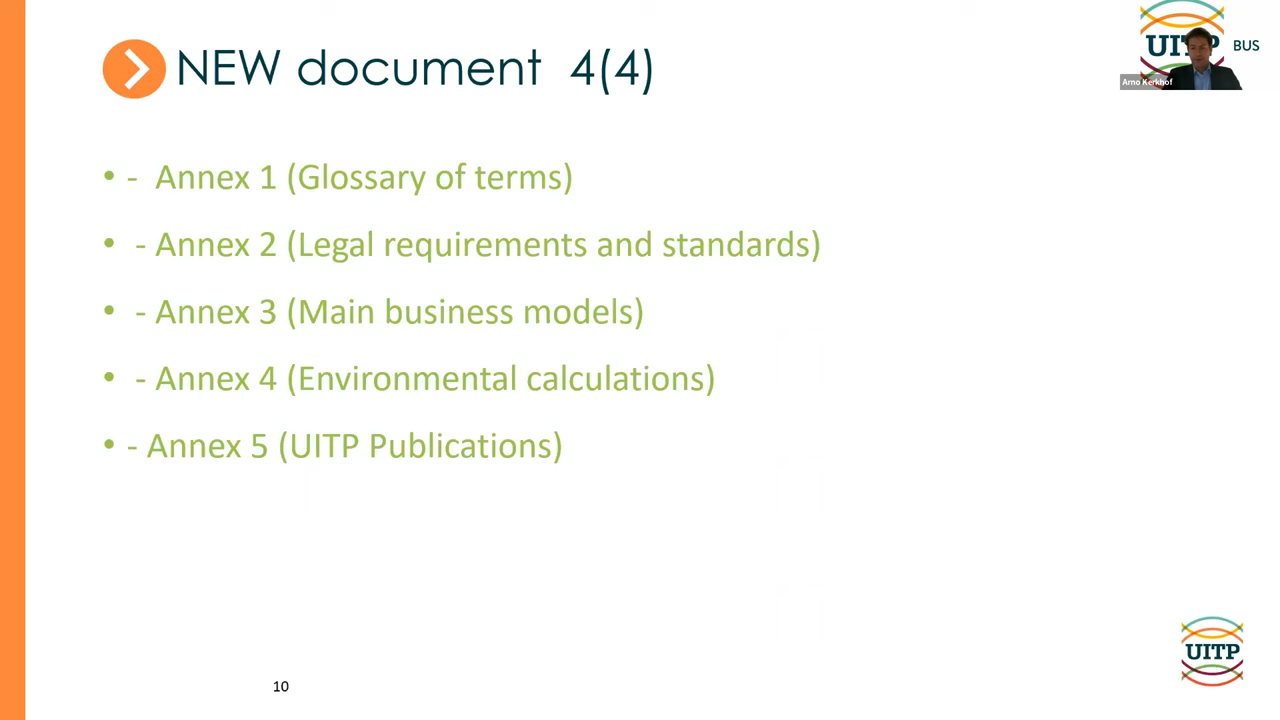 NEW document 4(4)
UITP BUS
Arno Kerkhof
• - Annex 1 (Glossary of terms)
• - Annex 2 (Legal requirements and standards)
• - Annex 3 (Main business models)
• - Annex 4 (Environmental calculations)
• - Annex 5 (UITP Publications)
UITP
10